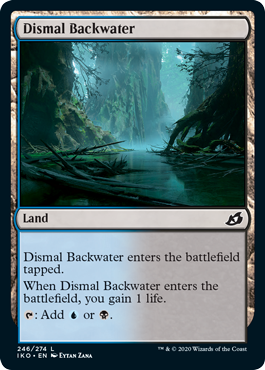 Dismal Backwater
Land
Dismal Backwater enters the battlefield
tapped.
When Dismal Backwater enters the
battlefield, you gain 1 life.
: Add or .
246/274 L
IKO • EN Eytan Zana
™ & © 2020 Wizards of the Coast